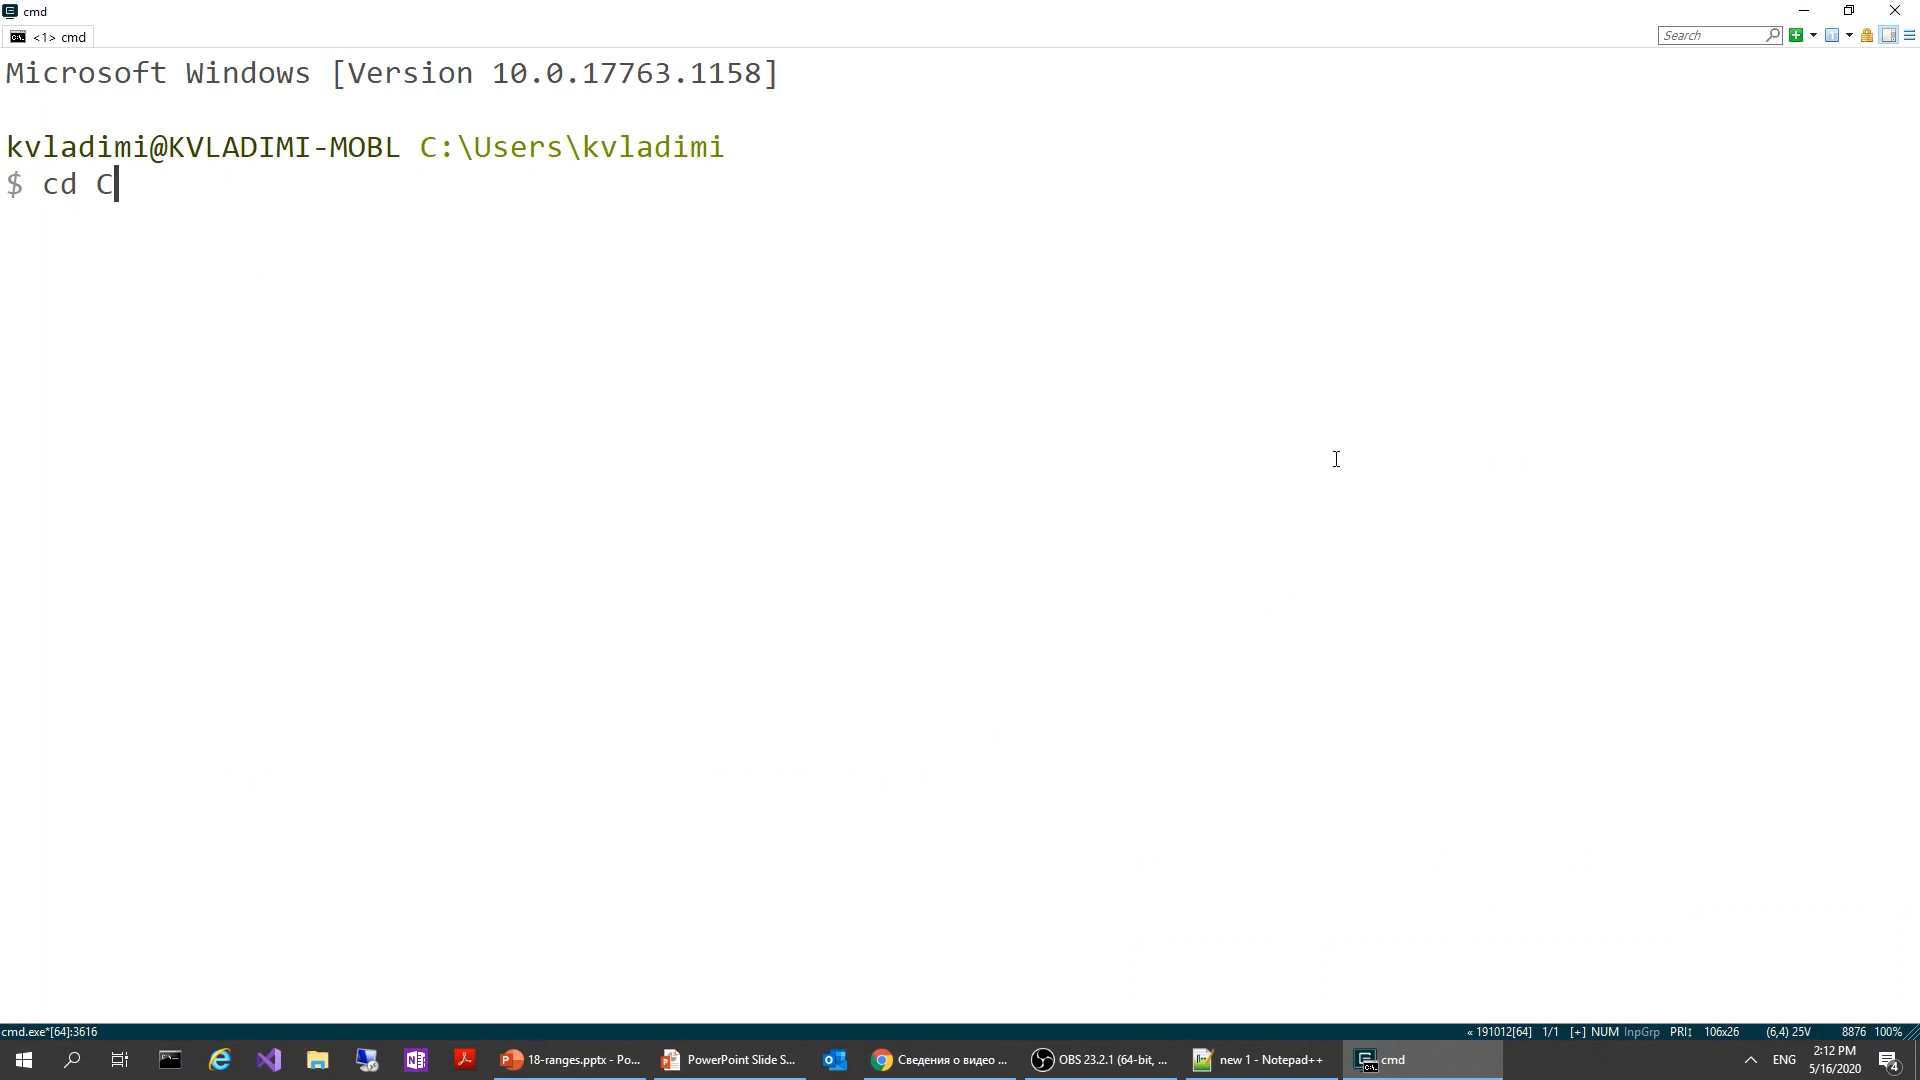 cmd
<1> cmd
Search
Microsoft Windows [Version 10.0.17763.1158]
kvladimi@KVLADIMI-MOBL C:\Users\kvladimi
$ cd C
cmd.exe*[64]:3616
« 191012[64] 1/1 [+] NUM InpGrp PRI↕ 106x26 (6,4) 25V 8876 100%
18-ranges.pptx - Po...
PowerPoint Slide S...
Сведения о видео ...
OBS 23.2.1 (64-bit, ...
new 1 - Notepad++
cmd
ENG
2:12 PM
5/16/2020
4